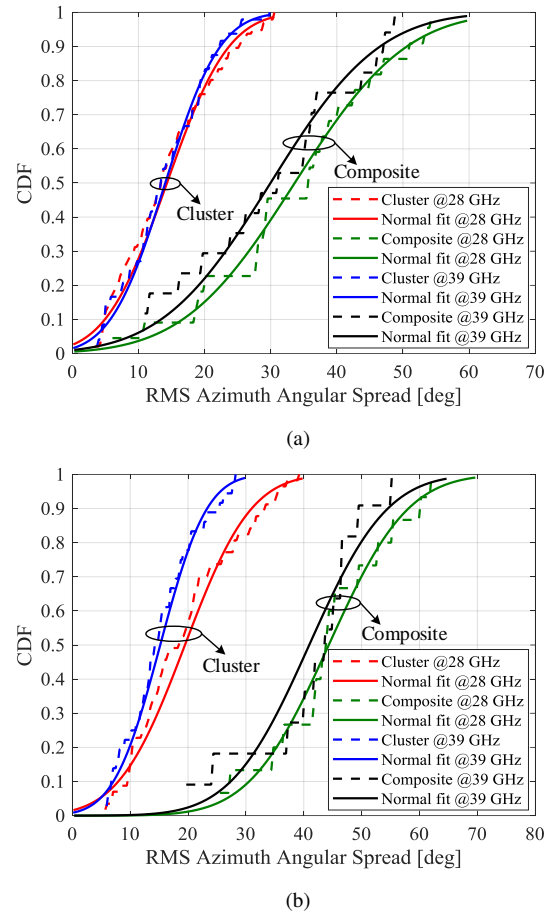 1
0.9
0.8
0.7
0.6
0.5
0.4
0.3
0.2
0.1
0
CDF
Composite
Cluster
Cluster @28 GHz
Normal fit @28 GHz
Composite @28 GHz
Normal fit @28 GHz
Cluster @39 GHz
Normal fit @39 GHz
Composite @39 GHz
Normal fit @39 GHz
0 10 20 30 40 50 60 70
RMS Azimuth Angular Spread [deg]
(a)
1
0.9
0.8
0.7
0.6
0.5
0.4
0.3
0.2
0.1
0
CDF
Composite
Cluster
Cluster @28 GHz
Normal fit @28 GHz
Composite @28 GHz
Normal fit @28 GHz
Cluster @39 GHz
Normal fit @39 GHz
Composite @39 GHz
Normal fit @39 GHz
0 10 20 30 40 50 60 70 80
RMS Azimuth Angular Spread [deg]
(b)